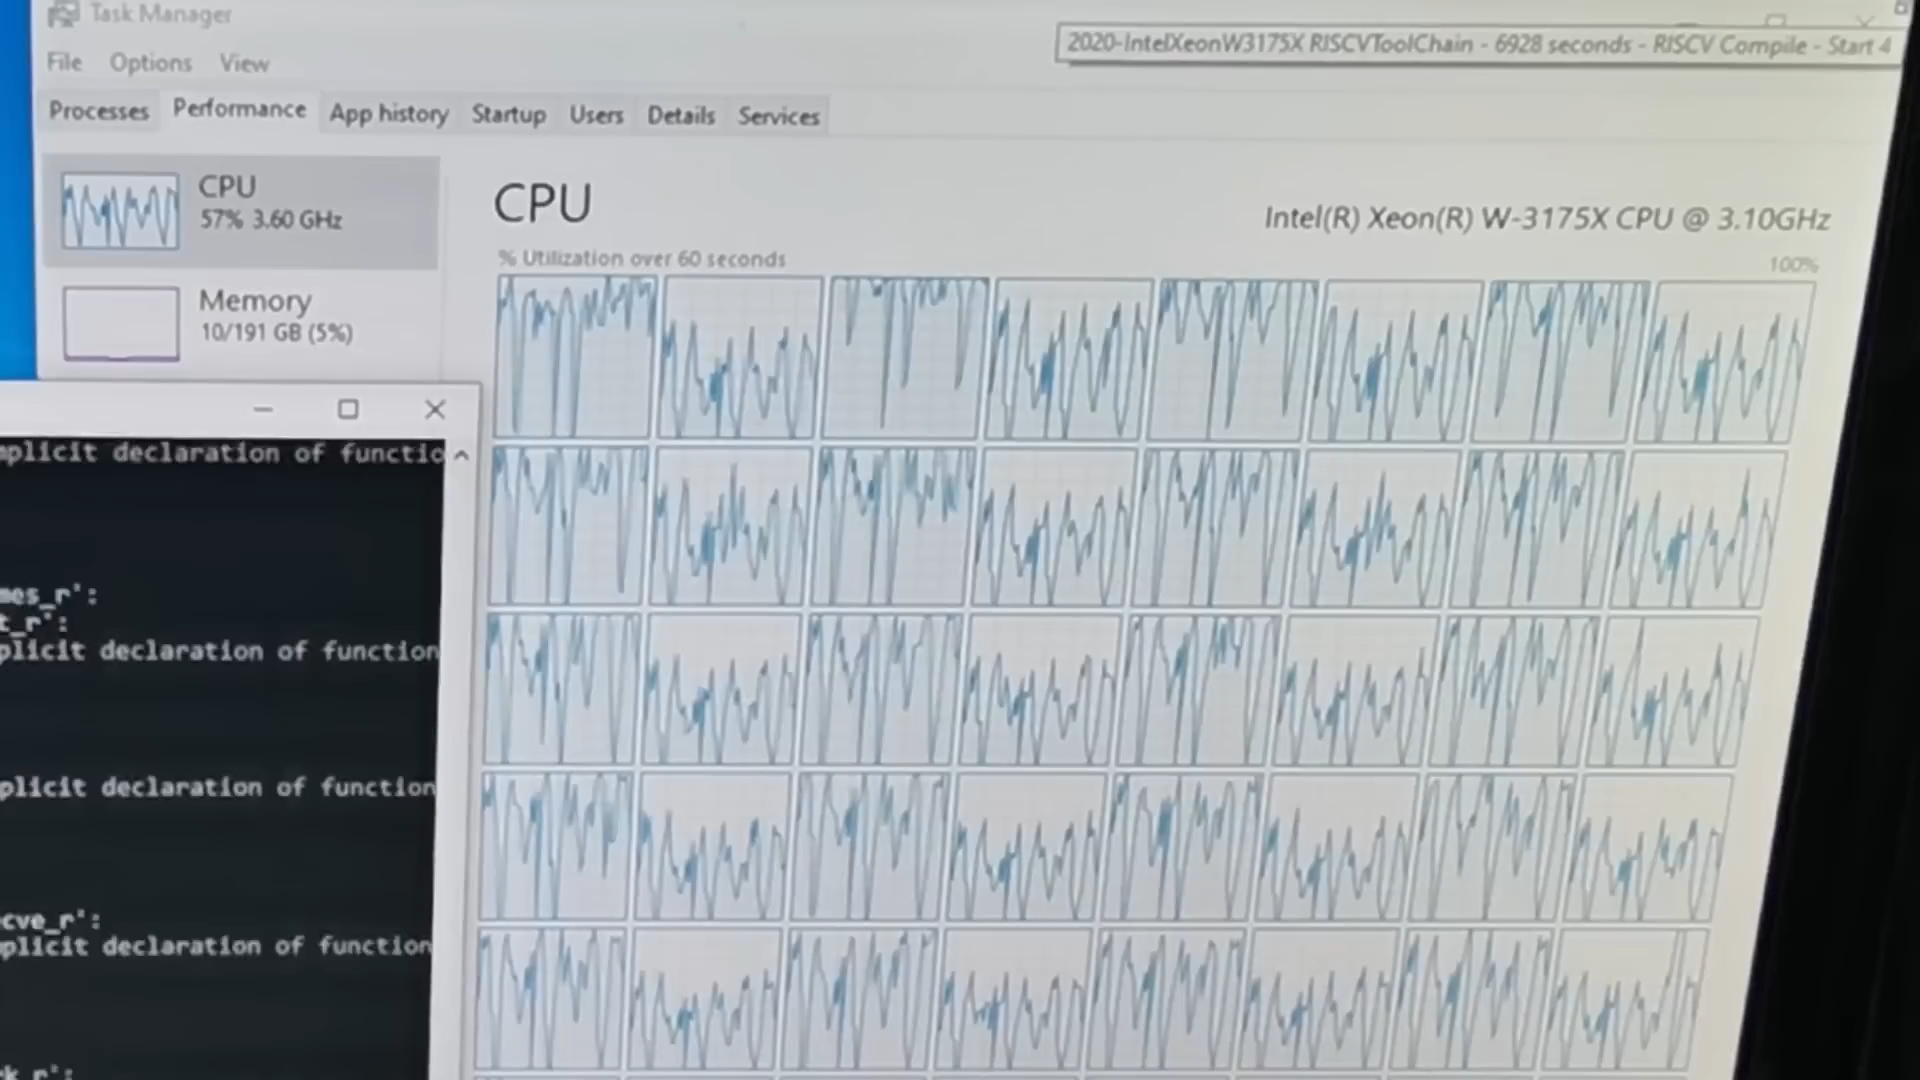 Task Manager
2020-IntelXeonW3175X RISCVToolChain - 6928 seconds - RISCV Compile - Start 4
File Options View
Processes Performance App history Startup Users Details Services
CPU
57% 3.60 GHz
Memory
10/191 GB (5%)
CPU
Intel(R) Xeon(R) W-3175X CPU @ 3.10GHz
% Utilization over 60 seconds
100%
mplicit declaration of functio
mes_r':
t_r':
plicit declaration of function
plicit declaration of function
cve_r':
plicit declaration of function
k_r':